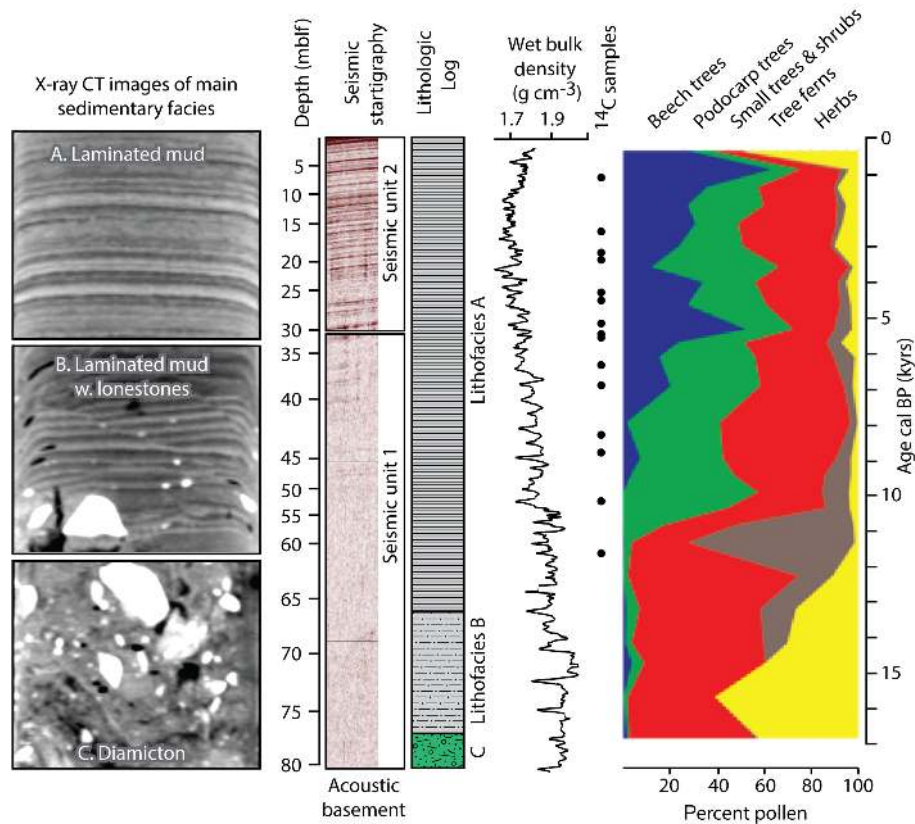 X-ray CT images of main
sedimentary facies
A. Laminated mud
B. Laminated mud
w. lonestones
C. Diamicton
Depth (mblf)
5
10
15
20
25
30
35
40
45
50
55
60
65
70
75
80
Seismic
startigraphy
Seismic unit 2
Seismic unit 1
Acoustic
basement
Lithologic
Log
Lithofacies A
Lithofacies B
C
Wet bulk
density
(g cm-3)
1.7
1.9
14C samples
Beech trees
Podocarp trees
Small trees & shrubs
Tree ferns
Herbs
0
5
10
15
Age cal BP (kyrs)
20
40
60
80
100
Percent pollen